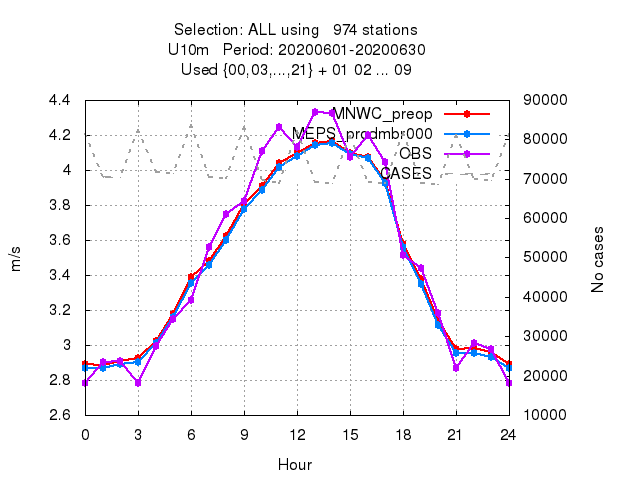 Selection: ALL using   974 stations
U10m   Period: 20200601-20200630
Used {00,03,...,21} + 01 02 ... 09
4.4
4.2
4
3.8
3.6
3.4
3.2
3
2.8
2.6
m/s
MNWC_preop
MEPS_prodmbr000
OBS
CASES
90000
80000
70000
60000
50000
40000
30000
20000
10000
No cases
0 3 6 9 12 15 18 21 24
Hour